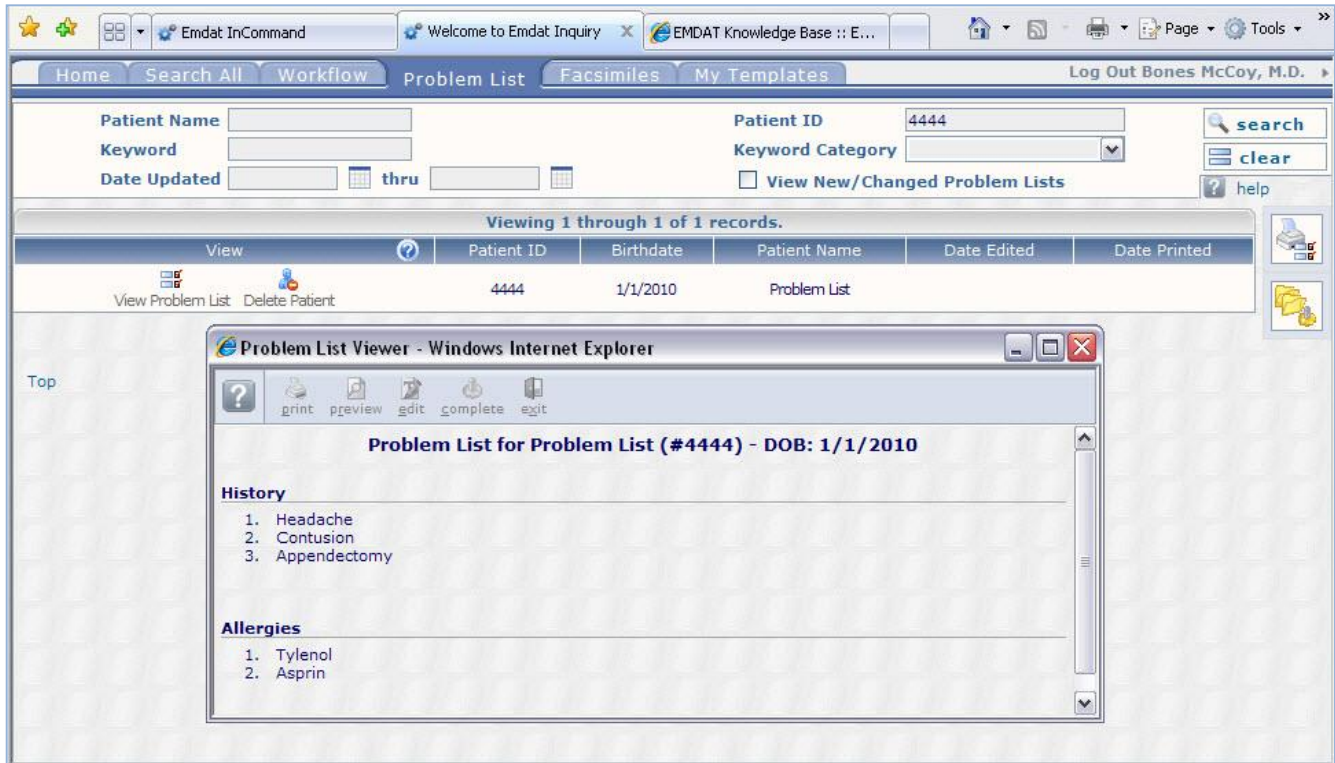 Emdat InCommand Welcome to Emdat Inquiry X EMDAT Knowledge Base :: E... Page Tools »
Home Search All Workflow Problem List Facsimiles My Templates Log Out Bones McCoy, M.D.
Patient Name Patient ID 4444 search
Keyword Keyword Category clear
Date Updated thru View New/Changed Problem Lists ? help
Viewing 1 through 1 of 1 records.
View ? Patient ID Birthdate Patient Name Date Edited Date Printed
View Problem List Delete Patient 4444 1/1/2010 Problem List
Problem List Viewer - Windows Internet Explorer
Top
? print preview edit complete exit
Problem List for Problem List (#4444) - DOB: 1/1/2010
History
1. Headache
2. Contusion
3. Appendectomy
Allergies
1. Tylenol
2. Asprin